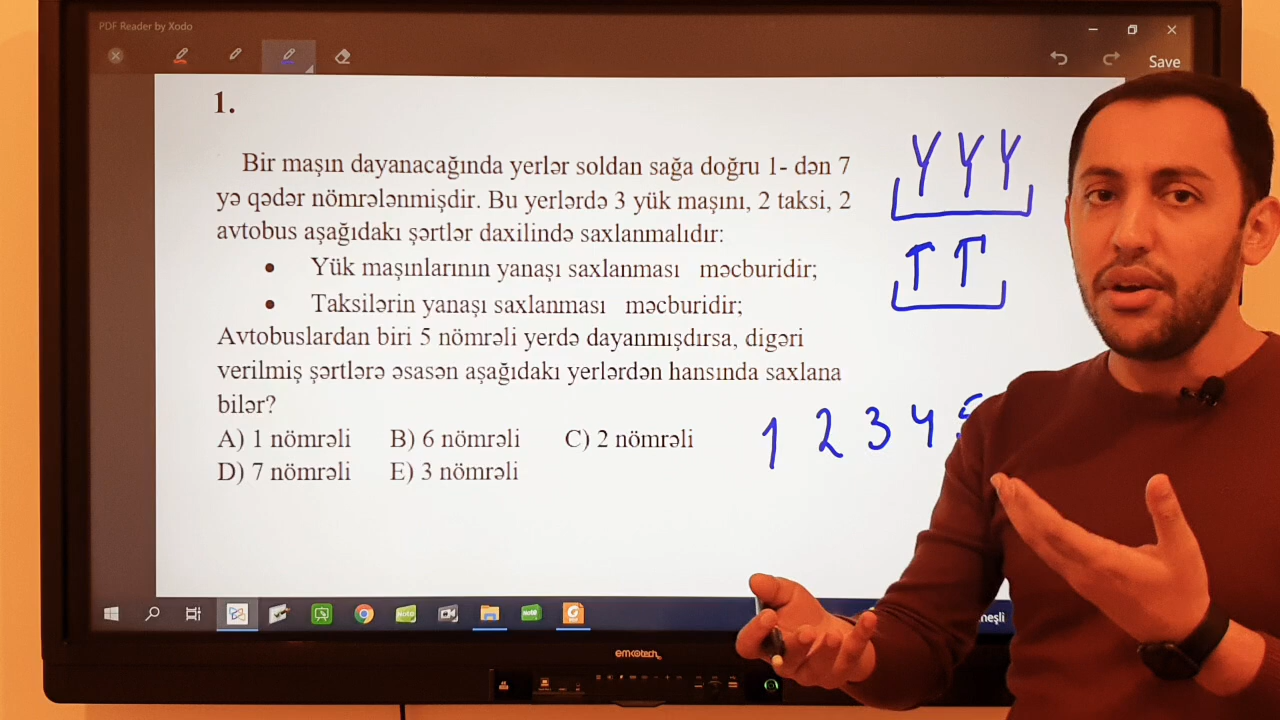 PDF Reader by Xodo
Save
1.
Bir maşın dayanacağında yerlər soldan sağa doğru 1- dən 7
yə qədər nömrələnmişdir. Bu yerlərdə 3 yük maşını, 2 taksi, 2
avtobus aşağıdakı şərtlər daxilində saxlanmalıdır:
• Yük maşınlarının yanaşı saxlanması məcburidir;
• Taksilərin yanaşı saxlanması məcburidir;
Avtobuslardan biri 5 nömrəli yerdə dayanmışdırsa, digəri
verilmiş şərtlərə əsasən aşağıdakı yerlərdən hansında saxlana
bilər?
A) 1 nömrəli B) 6 nömrəli C) 2 nömrəli
D) 7 nömrəli E) 3 nömrəli
Y Y Y
T T
1 2 3 4 5
emkotech